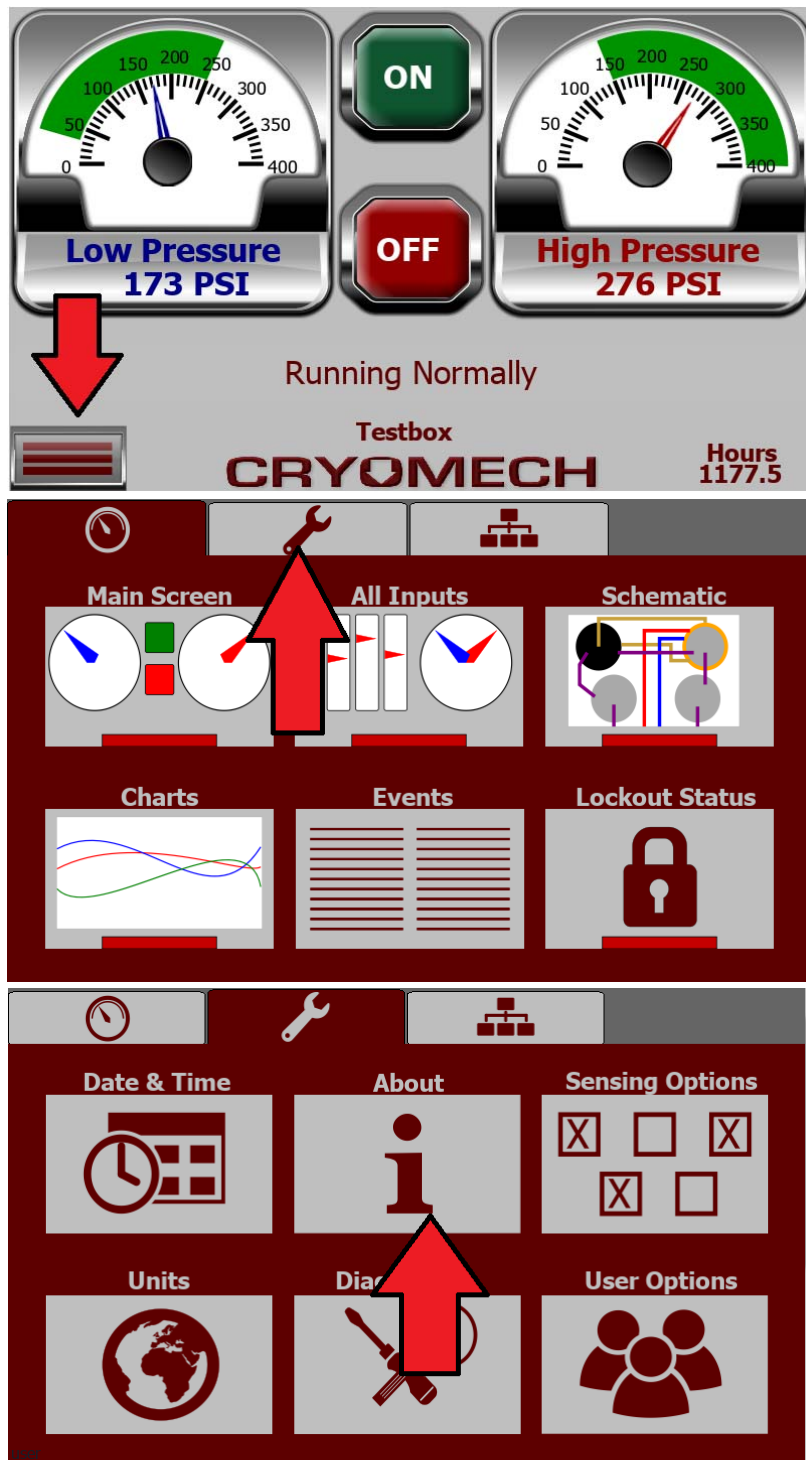 0 50 100 150 200 250 300 350 400
ON
0 50 100 150 200 250 300 350 400
Low Pressure
173 PSI
OFF
High Pressure
276 PSI
Running Normally
Testbox
CRYOMECH
Hours
1177.5
Main Screen
All Inputs
Schematic
Charts
Events
Lockout Status
Date & Time
About
Sensing Options
i
X X
X
Units
Dia
User Options